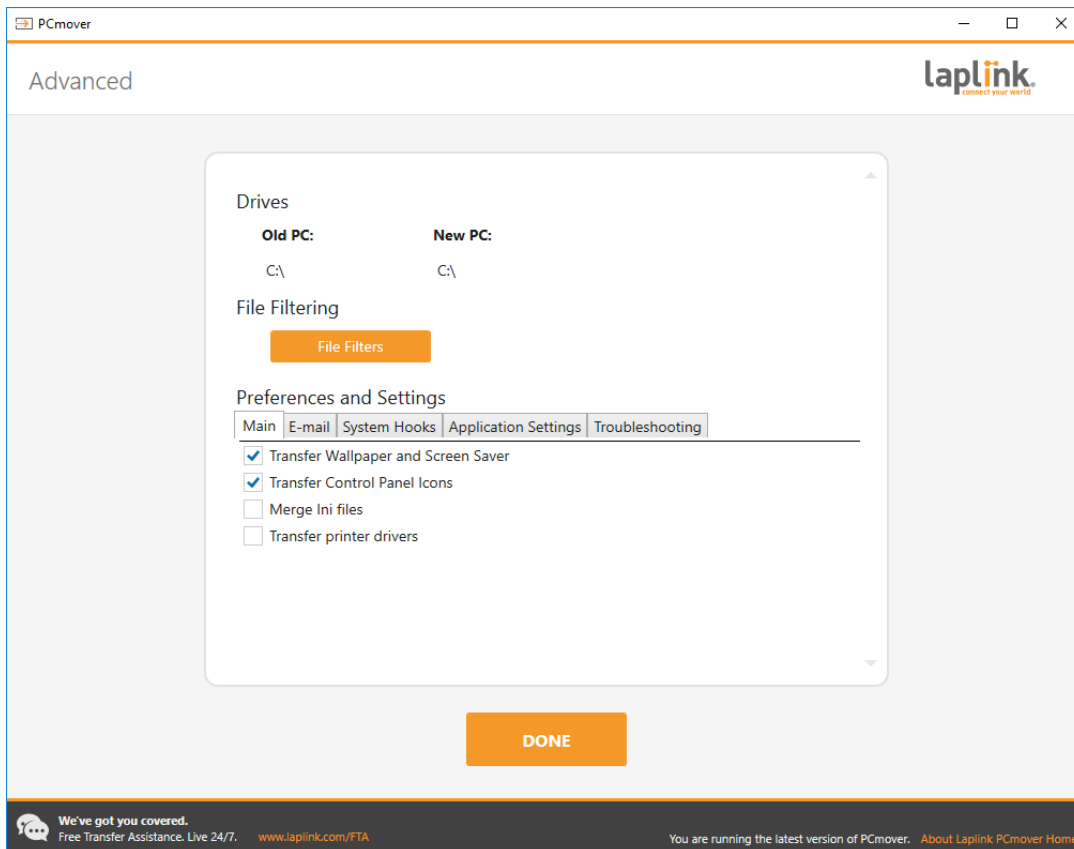 PCmover
Advanced
laplink.
connect your world
Drives
Old PC: New PC:
C:\ C:\
File Filtering
File Filters
Preferences and Settings
Main E-mail System Hooks Application Settings Troubleshooting
Transfer Wallpaper and Screen Saver
Transfer Control Panel Icons
Merge Ini files
Transfer printer drivers
DONE
We've got you covered.
Free Transfer Assistance. Live 24/7. www.laplink.com/FTA
You are running the latest version of PCmover. About Laplink PCmover Home